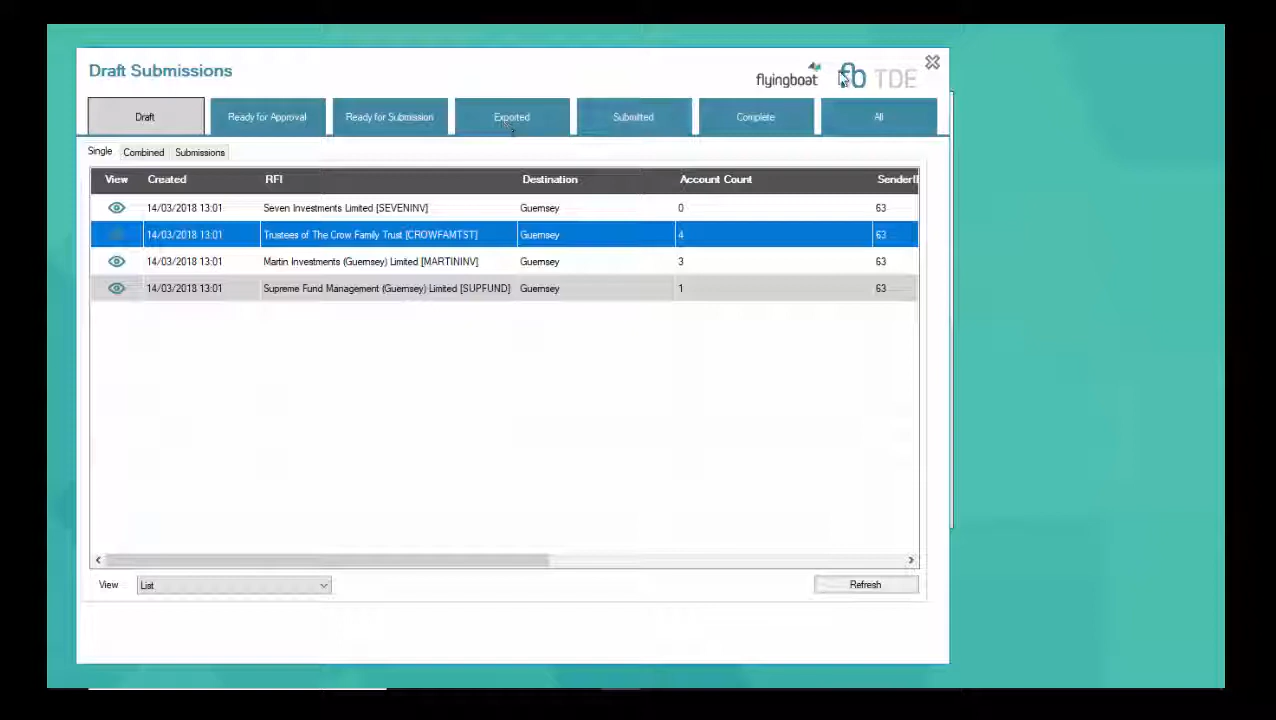 Draft Submissions
flyingboat fb TDE
Draft Ready for Approval Ready for Submission Exported Submitted Complete All
Single Combined Submissions
View Created RFI Destination Account Count SenderI
14/03/2018 13:01 Seven Investments Limited [SEVENINV] Guernsey 0 63
14/03/2018 13:01 Trustees of The Crow Family Trust [CROWFAMTST] Guernsey 4 63
14/03/2018 13:01 Martin Investments (Guernsey) Limited [MARTININV] Guernsey 3 63
14/03/2018 13:01 Supreme Fund Management (Guernsey) Limited [SUPFUND] Guernsey 1 63
View List Refresh